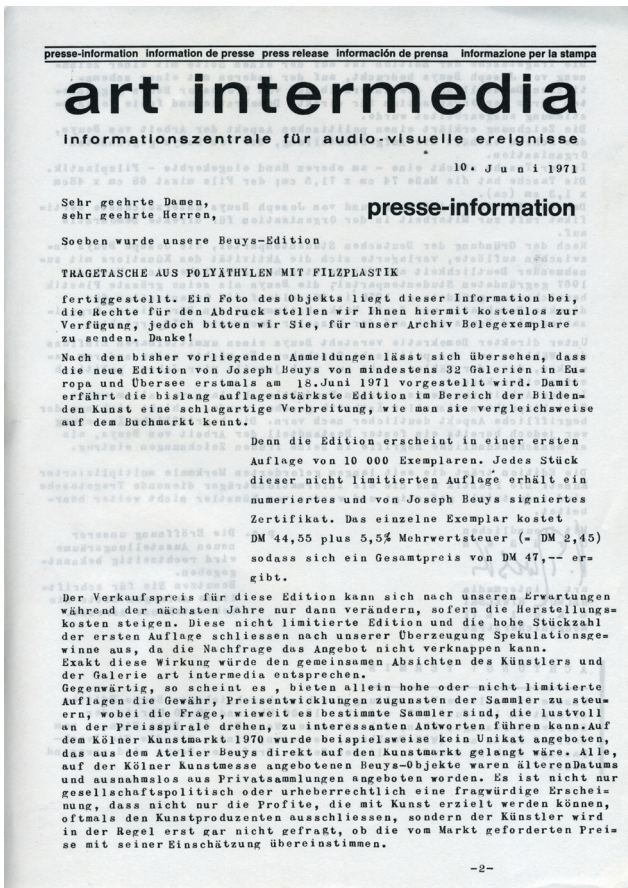 presse-information information de presse press release información de prensa informazione per la stampa
art intermedia
informationszentrale für audio-visuelle ereignisse
10. Juni 1971
Sehr geehrte Damen,
sehr geehrte Herren,
presse-information
Soeben wurde unsere Beuys-Edition
TRAGETASCHE AUS POLYÄTHYLEN MIT FILZPLASTIK
fertiggestellt. Ein Foto des Objekts liegt dieser Information bei,
die Rechte für den Abdruck stellen wir Ihnen hiermit kostenlos zur
Verfügung, jedoch bitten wir Sie, für unser Archiv Belegexemplare
zu senden. Danke!
Nach den bisher vorliegenden Anmeldungen lässt sich übersehen, dass
die neue Edition von Joseph Beuys von mindestens 32 Galerien in Eu=
ropa und Übersee erstmals am 18.Juni 1971 vorgestellt wird. Damit
erfährt die bislang auflagenstärkste Edition im Bereich der Bilden=
den Kunst eine schlagartige Verbreitung, wie man sie vergleichsweise
auf dem Buchmarkt kennt.
Denn die Edition erscheint in einer ersten
Auflage von 10 000 Exemplaren. Jedes Stück
dieser nicht limitierten Auflage erhält ein
numeriertes und von Joseph Beuys signiertes
Zertifikat. Das einzelne Exemplar kostet
DM 44,55 plus 5,5% Mehrwertsteuer (= DM 2,45)
sodass sich ein Gesamtpreis von DM 47,-- er=
gibt.
Der Verkaufspreis für diese Edition kann sich nach unseren Erwartungen
während der nächsten Jahre nur dann verändern, sofern die Herstellungs=
kosten steigen. Diese nicht limitierte Edition und die hohe Stückzahl
der ersten Auflage schliessen nach unserer Überzeugung Spekulationsge=
winne aus, da die Nachfrage das Angebot nicht verknappen kann.
Exakt diese Wirkung würde den gemeinsamen Absichten des Künstlers und
der Galerie art intermedia entsprechen.
Gegenwärtig, so scheint es , bieten allein hohe oder nicht limitierte
Auflagen die Gewähr, Preisentwicklungen zugunsten der Sammler zu steu=
ern, wobei die Frage, wieweit es bestimmte Sammler sind, die lustvoll
an der Preisspirale drehen, zu interessanten Antworten führen kann.Auf
dem Kölner Kunstmarkt 1970 wurde beispielsweise kein Unikat angeboten,
das aus dem Atelier Beuys direkt auf den Kunstmarkt gelangt wäre. Alle,
auf der Kölner Kunstmesse angebotenen Beuys-Objekte waren älterenDatums
und ausnahmslos aus Privatsammlungen angeboten worden. Es ist nicht nur
gesellschaftspolitisch oder urheberrechtlich eine fragwürdige Erschei=
nung, dass nicht nur die Profite, die mit Kunst erzielt werden können,
oftmals den Kunstproduzenten ausschliessen, sondern der Künstler wird
in der Regel erst gar nicht gefragt, ob die vom Markt geforderten Prei=
se mit seiner Einschätzung übereinstimmen.
-2-